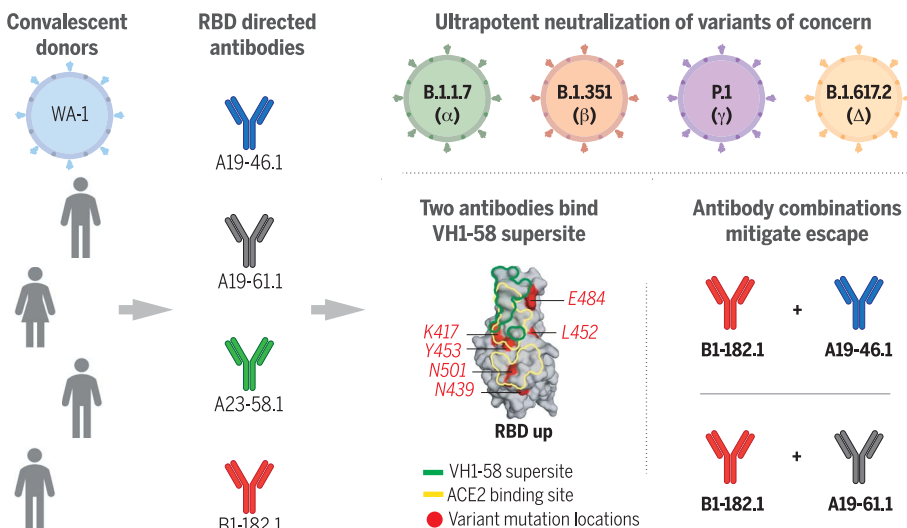 Convalescent
donors
WA-1
RBD directed
antibodies
A19-46.1
A19-61.1
A23-58.1
B1-182.1
Ultrapotent neutralization of variants of concern
B.1.1.7
(α)
B.1.351
(β)
P.1
(γ)
B.1.617.2
(Δ)
Two antibodies bind
VH1-58 supersite
E484
K417
L452
Y453
N501
N439
RBD up
VH1-58 supersite
ACE2 binding site
Variant mutation locations
Antibody combinations
mitigate escape
B1-182.1
+
A19-46.1
B1-182.1
+
A19-61.1